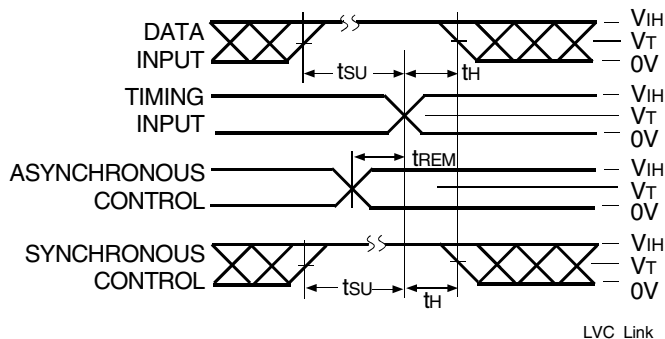 DATA
INPUT
tSU
tH
VIH
VT
0V
TIMING
INPUT
VIH
VT
0V
ASYNCHRONOUS
CONTROL
tREM
VIH
VT
0V
SYNCHRONOUS
CONTROL
tSU
tH
VIH
VT
0V
LVC Link